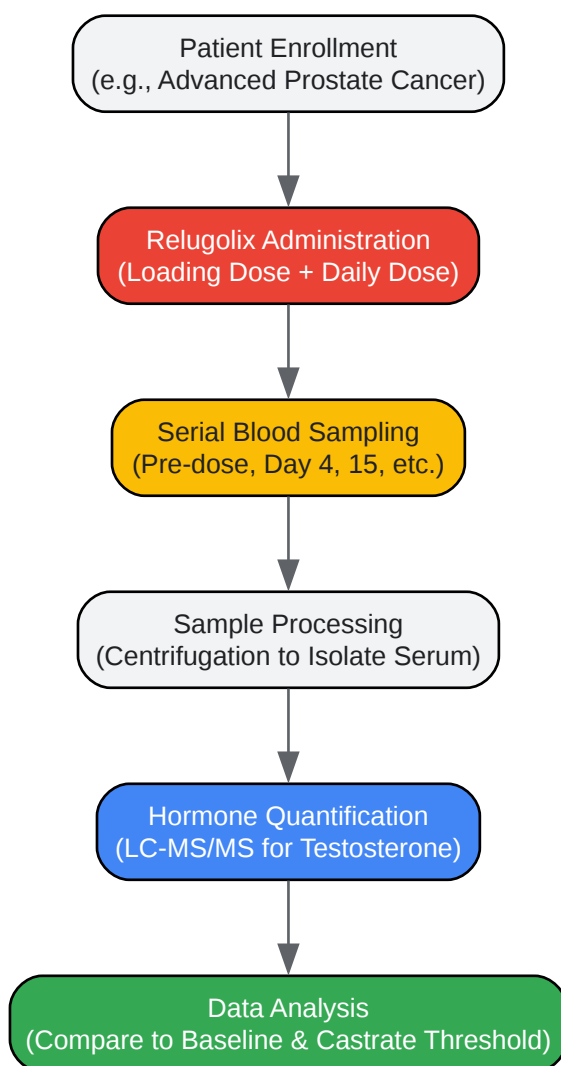 Patient Enrollment
(e.g., Advanced Prostate Cancer)
Relugolix Administration
(Loading Dose + Daily Dose)
Serial Blood Sampling
(Pre-dose, Day 4, 15, etc.)
Sample Processing
(Centrifugation to Isolate Serum)
Hormone Quantification
(LC-MS/MS for Testosterone)
Data Analysis
(Compare to Baseline & Castrate Threshold)